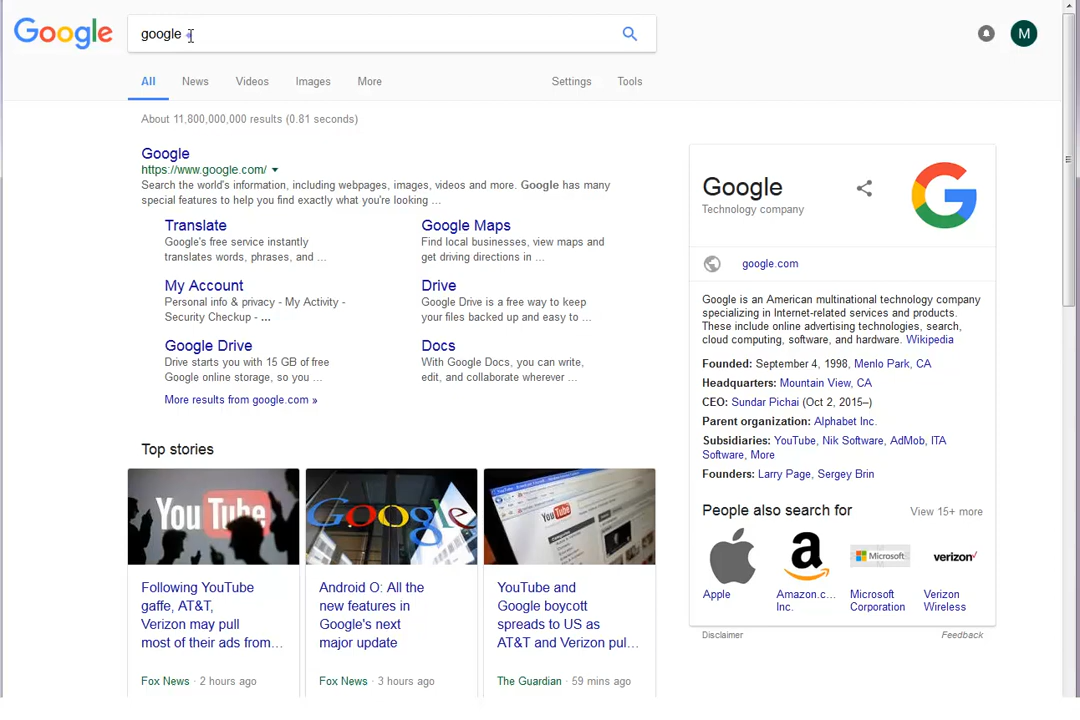 Google
google
M
All News Videos Images More Settings Tools
About 11,800,000,000 results (0.81 seconds)
Google
https://www.google.com/
Search the world's information, including webpages, images, videos and more. Google has many
special features to help you find exactly what you're looking ...
Translate
Google's free service instantly
translates words, phrases, and ...
Google Maps
Find local businesses, view maps and
get driving directions in ...
My Account
Personal info & privacy - My Activity -
Security Checkup - ...
Drive
Google Drive is a free way to keep
your files backed up and easy to ...
Google Drive
Drive starts you with 15 GB of free
Google online storage, so you ...
Docs
With Google Docs, you can write,
edit, and collaborate wherever ...
More results from google.com »
Top stories
YouTube
Google
YouTube
Following YouTube
gaffe, AT&T,
Verizon may pull
most of their ads from...
Fox News · 2 hours ago
Android O: All the
new features in
Google's next
major update
Fox News · 3 hours ago
YouTube and
Google boycott
spreads to US as
AT&T and Verizon pul...
The Guardian · 59 mins ago
Google
Technology company
G
google.com
Google is an American multinational technology company
specializing in Internet-related services and products.
These include online advertising technologies, search,
cloud computing, software, and hardware. Wikipedia
Founded: September 4, 1998, Menlo Park, CA
Headquarters: Mountain View, CA
CEO: Sundar Pichai (Oct 2, 2015–)
Parent organization: Alphabet Inc.
Subsidiaries: YouTube, Nik Software, AdMob, ITA
Software, More
Founders: Larry Page, Sergey Brin
People also search for View 15+ more
a
Microsoft
verizon
Apple
Amazon.c...
Inc.
Microsoft
Corporation
Verizon
Wireless
Disclaimer Feedback